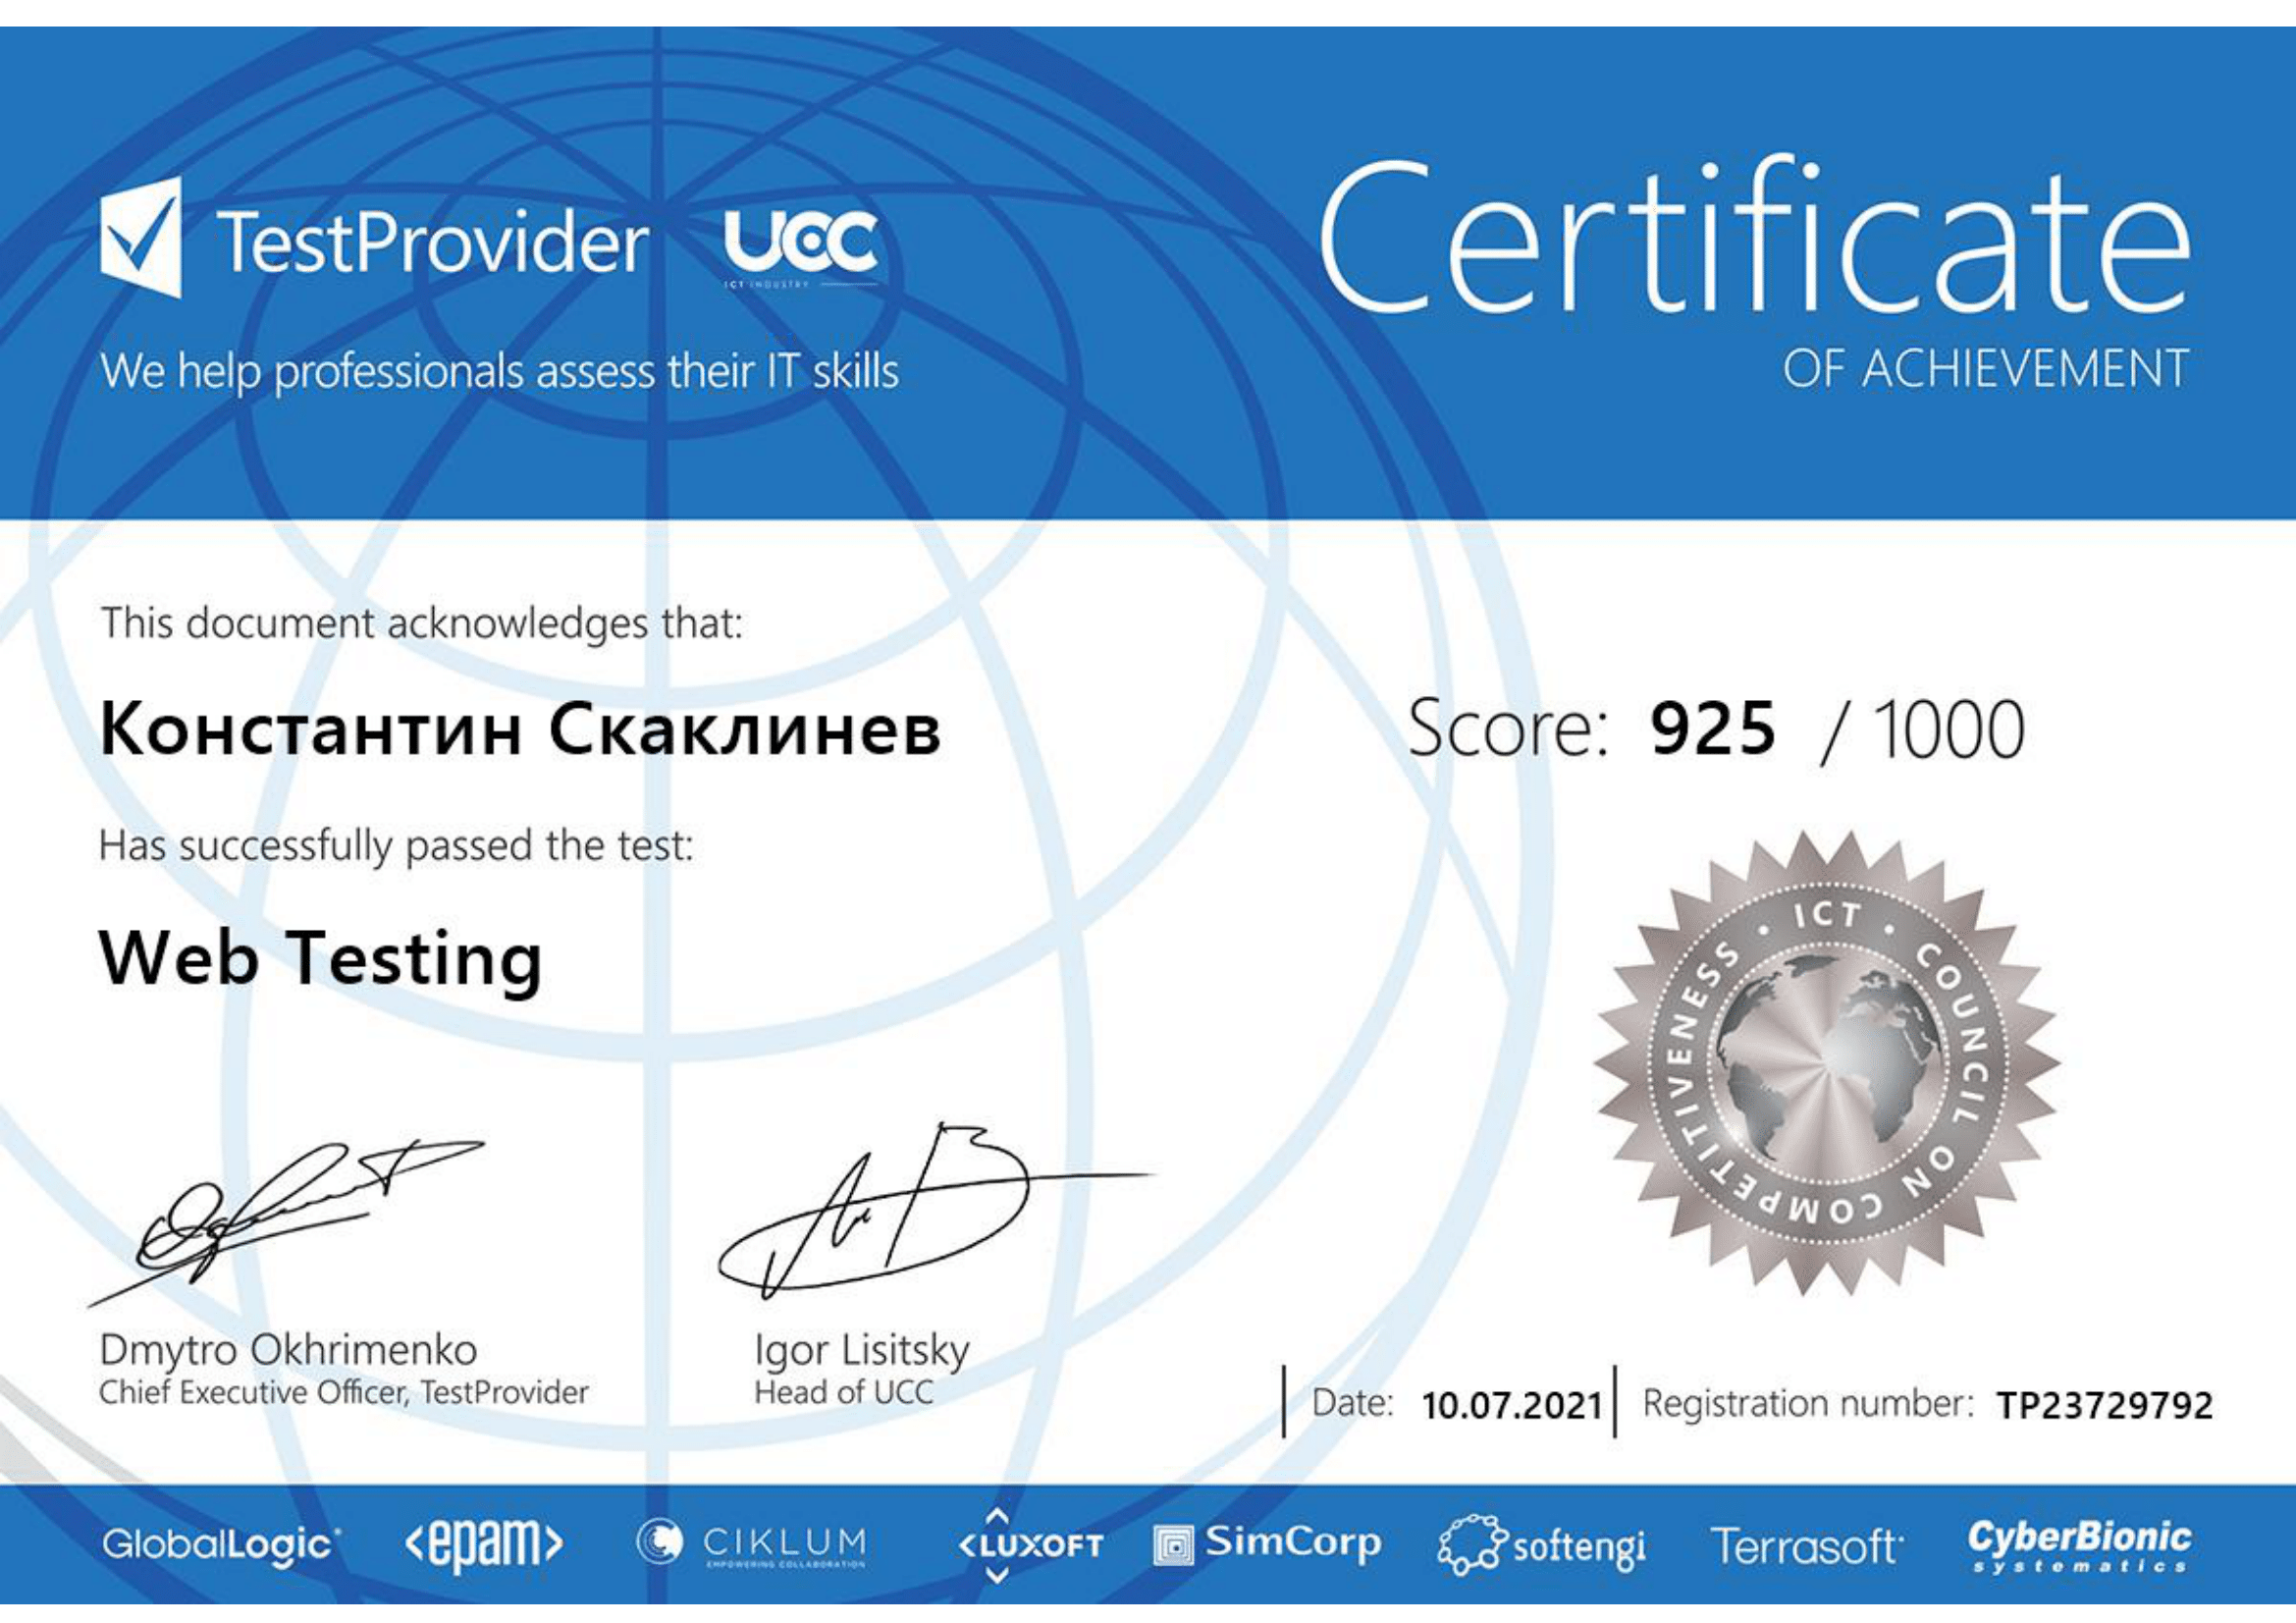 TestProvider
UCC
ICT INDUSTRY
We help professionals assess their IT skills
Certificate
OF ACHIEVEMENT
This document acknowledges that:
Константин Скаклинев
Score: 925 / 1000
Has successfully passed the test:
Web Testing
ICT • COUNCIL ON COMPETITIVENESS •
Dmytro Okhrimenko
Chief Executive Officer, TestProvider
Igor Lisitsky
Head of UCC
Date: 10.07.2021
Registration number: TP23729792
GlobalLogic
<epam>
CIKLUM
EMPOWERING COLLABORATION
<LUXOFT
SimCorp
softengi
Terrasoft
CyberBionic
systematics